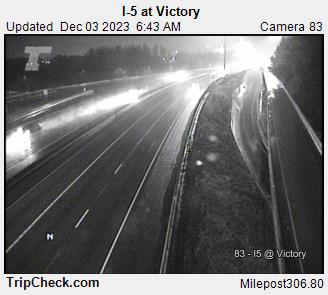 I-5 at Victory
Updated Dec 03 2023 6:43 AM Camera 83
T
N
83 - I5 @ Victory
TripCheck.com Milepost306.80